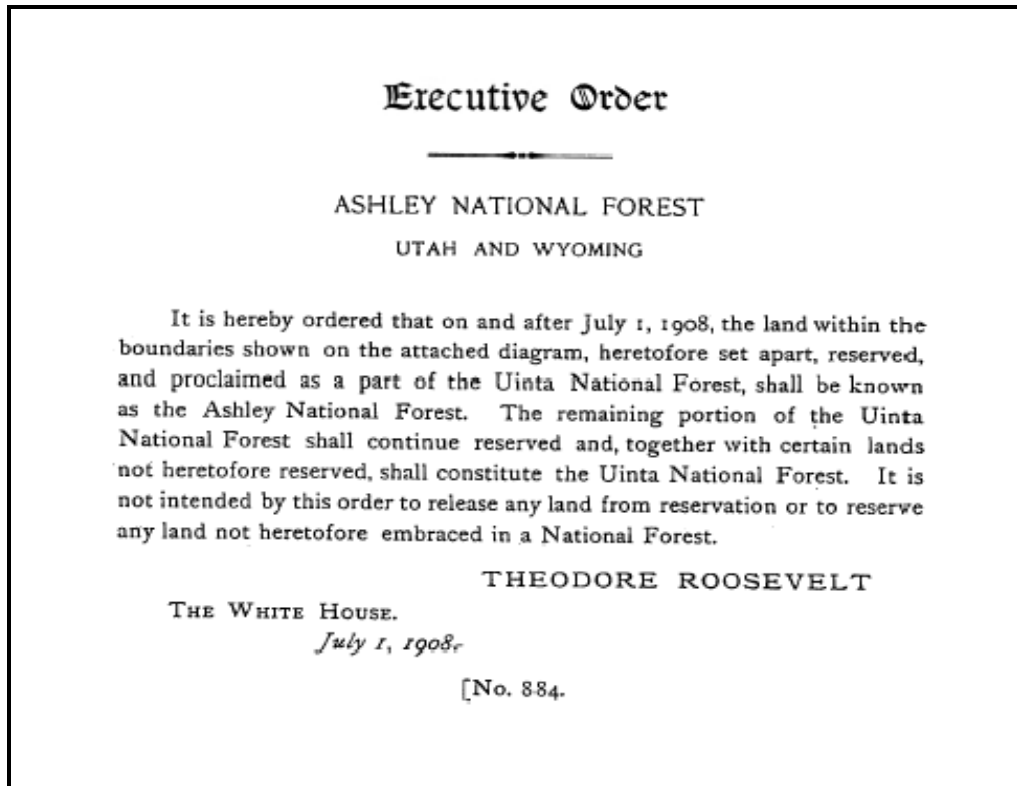 Executive Order
ASHLEY NATIONAL FOREST
UTAH AND WYOMING
It is hereby ordered that on and after July 1, 1908, the land within the
boundaries shown on the attached diagram, heretofore set apart, reserved,
and proclaimed as a part of the Uinta National Forest, shall be known
as the Ashley National Forest. The remaining portion of the Uinta
National Forest shall continue reserved and, together with certain lands
not heretofore reserved, shall constitute the Uinta National Forest. It is
not intended by this order to release any land from reservation or to reserve
any land not heretofore embraced in a National Forest.
THEODORE ROOSEVELT
THE WHITE HOUSE.
July 1, 1908.
[No. 884.